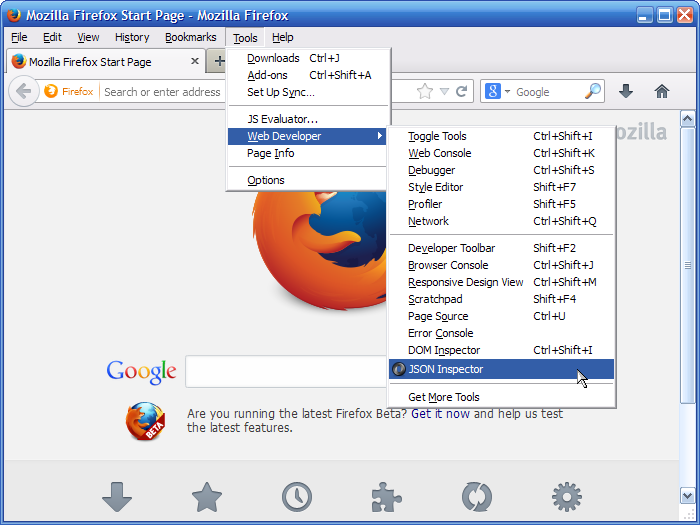 Mozilla Firefox Start Page - Mozilla Firefox
File Edit View History Bookmarks Tools Help
Mozilla Firefox Start Page
Firefox Search or enter address Google
Downloads Ctrl+J
Add-ons Ctrl+Shift+A
Set Up Sync...
JS Evaluator...
Web Developer
Page Info
Options
ozilla
Toggle Tools Ctrl+Shift+I
Web Console Ctrl+Shift+K
Debugger Ctrl+Shift+S
Style Editor Shift+F7
Profiler Shift+F5
Network Ctrl+Shift+Q
Developer Toolbar Shift+F2
Browser Console Ctrl+Shift+J
Responsive Design View Ctrl+Shift+M
Scratchpad Shift+F4
Page Source Ctrl+U
Error Console
DOM Inspector Ctrl+Shift+I
JSON Inspector
Get More Tools
Google
BETA
Are you running the latest Firefox Beta? Get it now and help us test
the latest features.